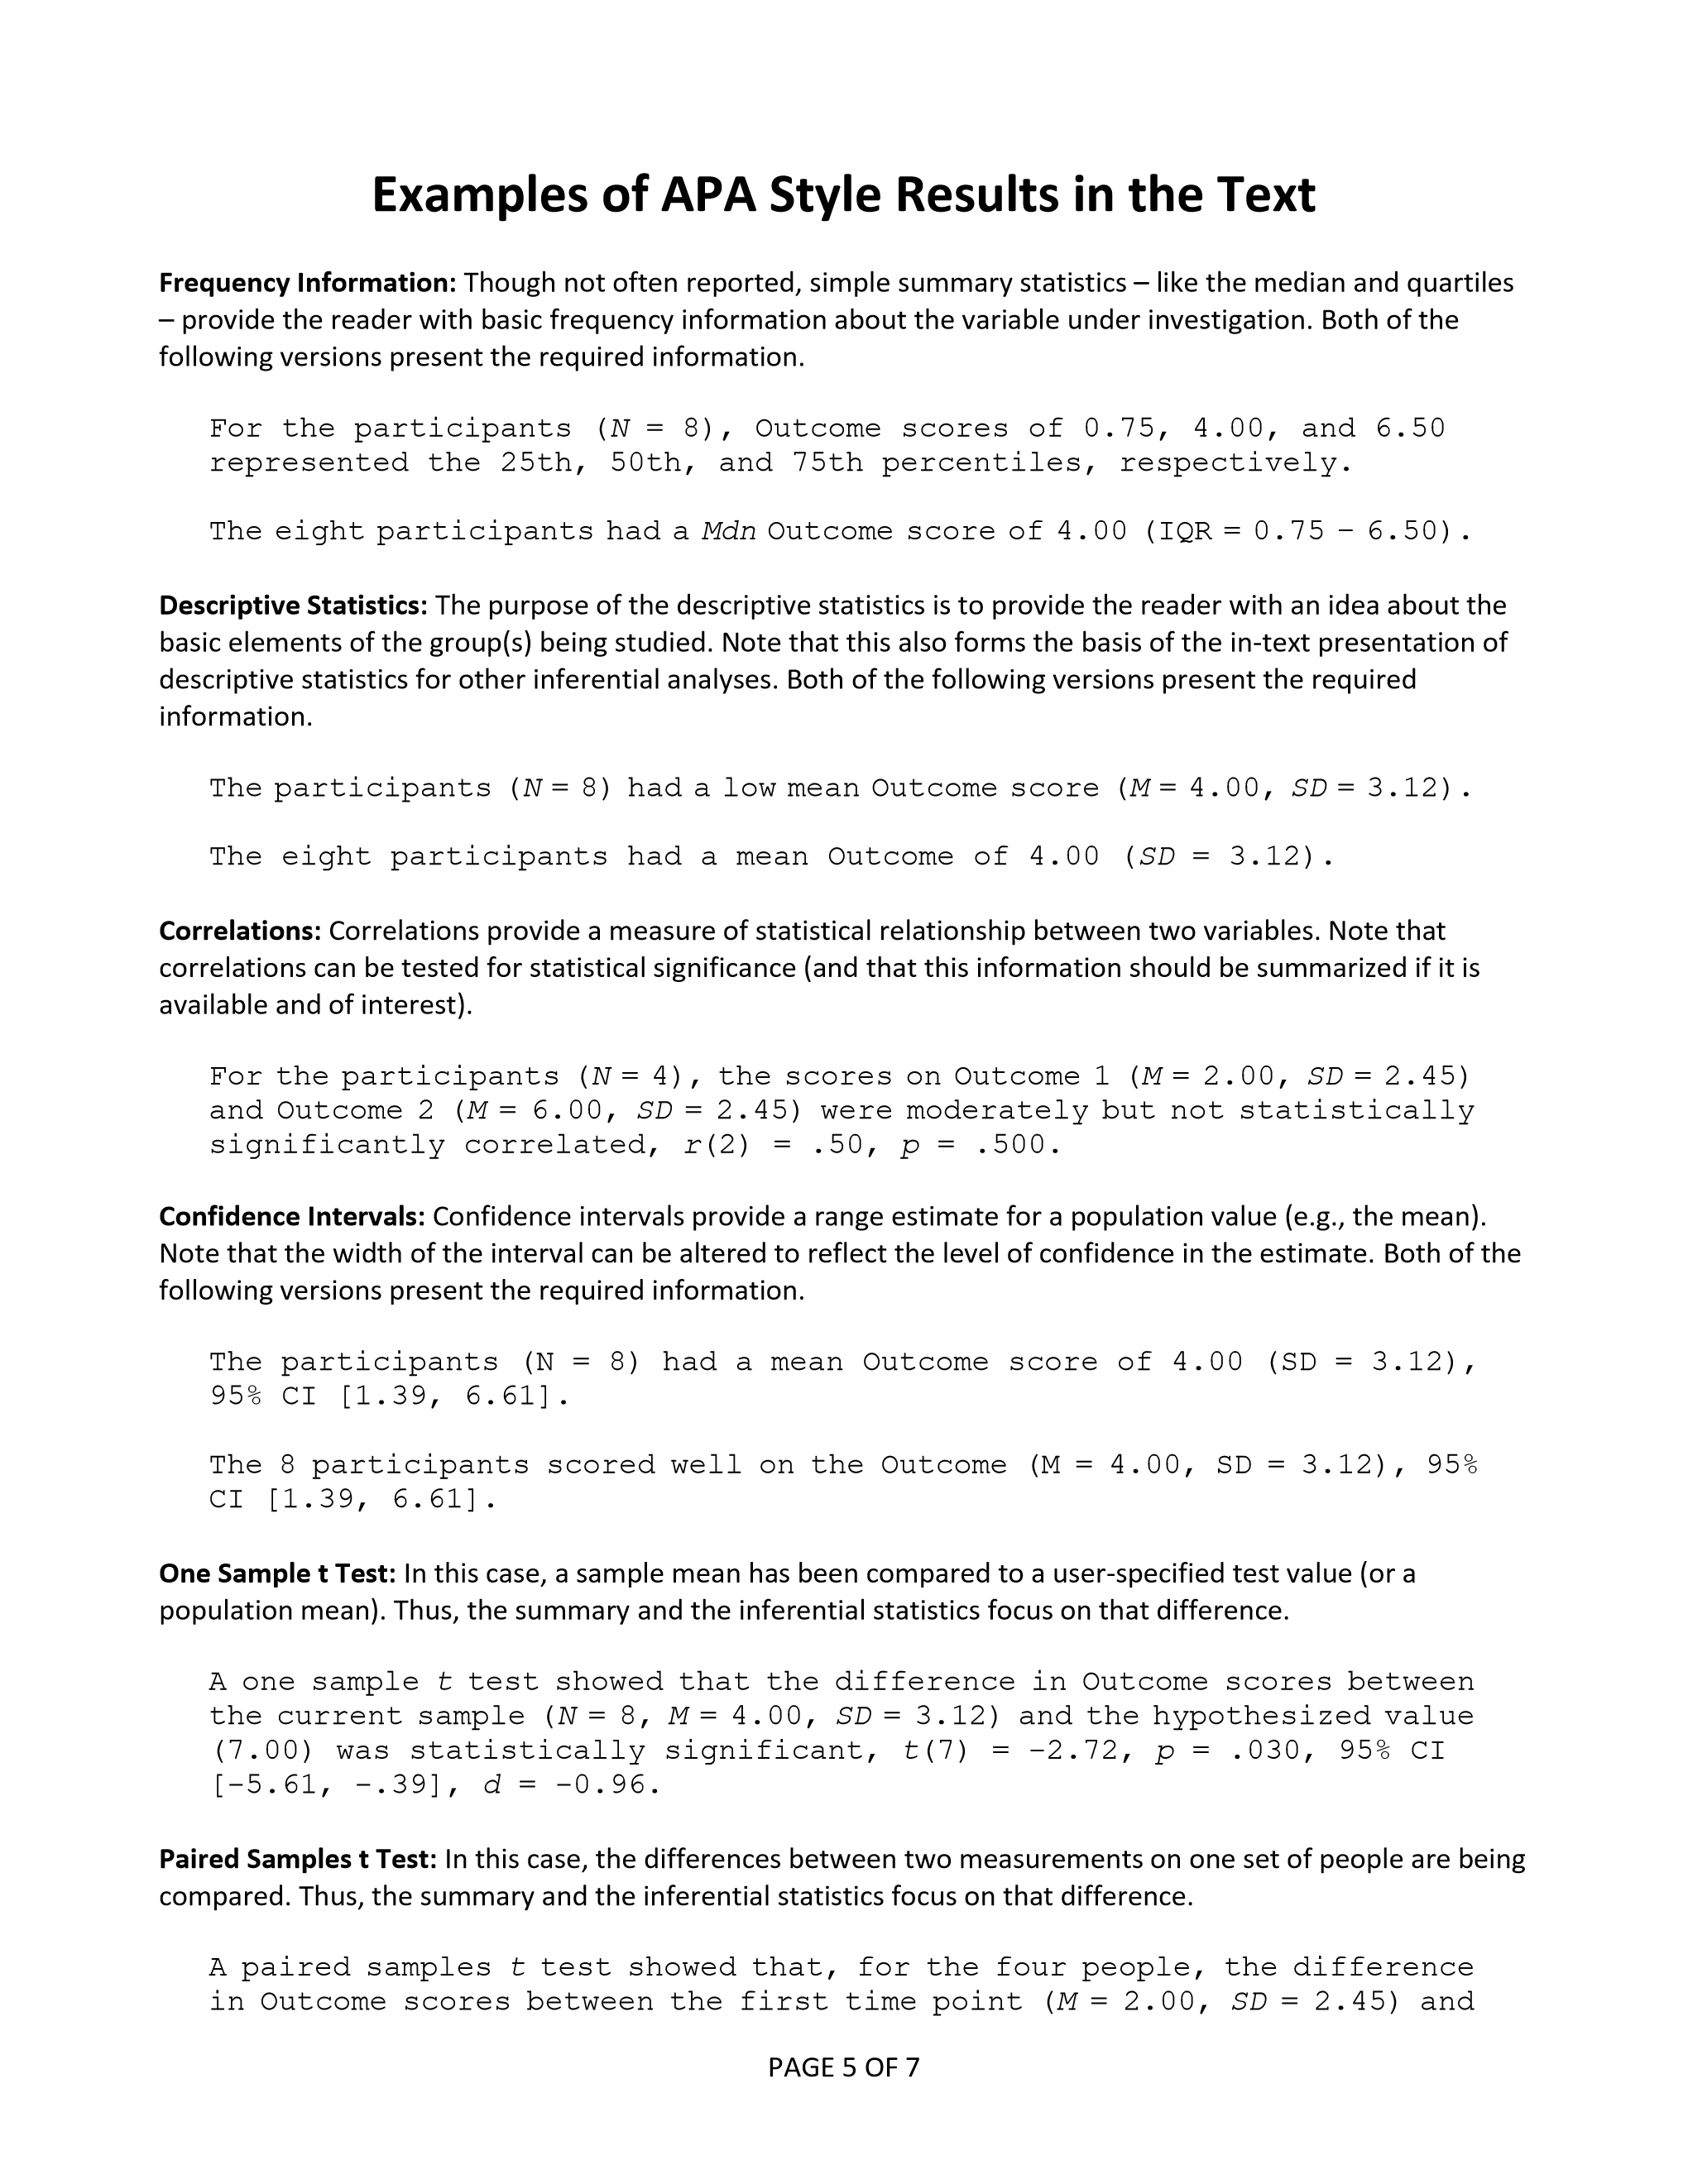 Examples of APA Style Results in the Text
Frequency Information: Though not often reported, simple summary statistics – like the median and quartiles
– provide the reader with basic frequency information about the variable under investigation. Both of the
following versions present the required information.
For the participants (N = 8), Outcome scores of 0.75, 4.00, and 6.50
represented the 25th, 50th, and 75th percentiles, respectively.
The eight participants had a Mdn Outcome score of 4.00 (IQR = 0.75 – 6.50).
Descriptive Statistics: The purpose of the descriptive statistics is to provide the reader with an idea about the
basic elements of the group(s) being studied. Note that this also forms the basis of the in-text presentation of
descriptive statistics for other inferential analyses. Both of the following versions present the required
information.
The participants (N = 8) had a low mean Outcome score (M = 4.00, SD = 3.12).
The eight participants had a mean Outcome of 4.00 (SD = 3.12).
Correlations: Correlations provide a measure of statistical relationship between two variables. Note that
correlations can be tested for statistical significance (and that this information should be summarized if it is
available and of interest).
For the participants (N = 4), the scores on Outcome 1 (M = 2.00, SD = 2.45)
and Outcome 2 (M = 6.00, SD = 2.45) were moderately but not statistically
significantly correlated, r(2) = .50, p = .500.
Confidence Intervals: Confidence intervals provide a range estimate for a population value (e.g., the mean).
Note that the width of the interval can be altered to reflect the level of confidence in the estimate. Both of the
following versions present the required information.
The participants (N = 8) had a mean Outcome score of 4.00 (SD = 3.12),
95% CI [1.39, 6.61].
The 8 participants scored well on the Outcome (M = 4.00, SD = 3.12), 95%
CI [1.39, 6.61].
One Sample t Test: In this case, a sample mean has been compared to a user-specified test value (or a
population mean). Thus, the summary and the inferential statistics focus on that difference.
A one sample t test showed that the difference in Outcome scores between
the current sample (N = 8, M = 4.00, SD = 3.12) and the hypothesized value
(7.00) was statistically significant, t(7) = -2.72, p = .030, 95% CI
[-5.61, -.39], d = -0.96.
Paired Samples t Test: In this case, the differences between two measurements on one set of people are being
compared. Thus, the summary and the inferential statistics focus on that difference.
A paired samples t test showed that, for the four people, the difference
in Outcome scores between the first time point (M = 2.00, SD = 2.45) and
PAGE 5 OF 7